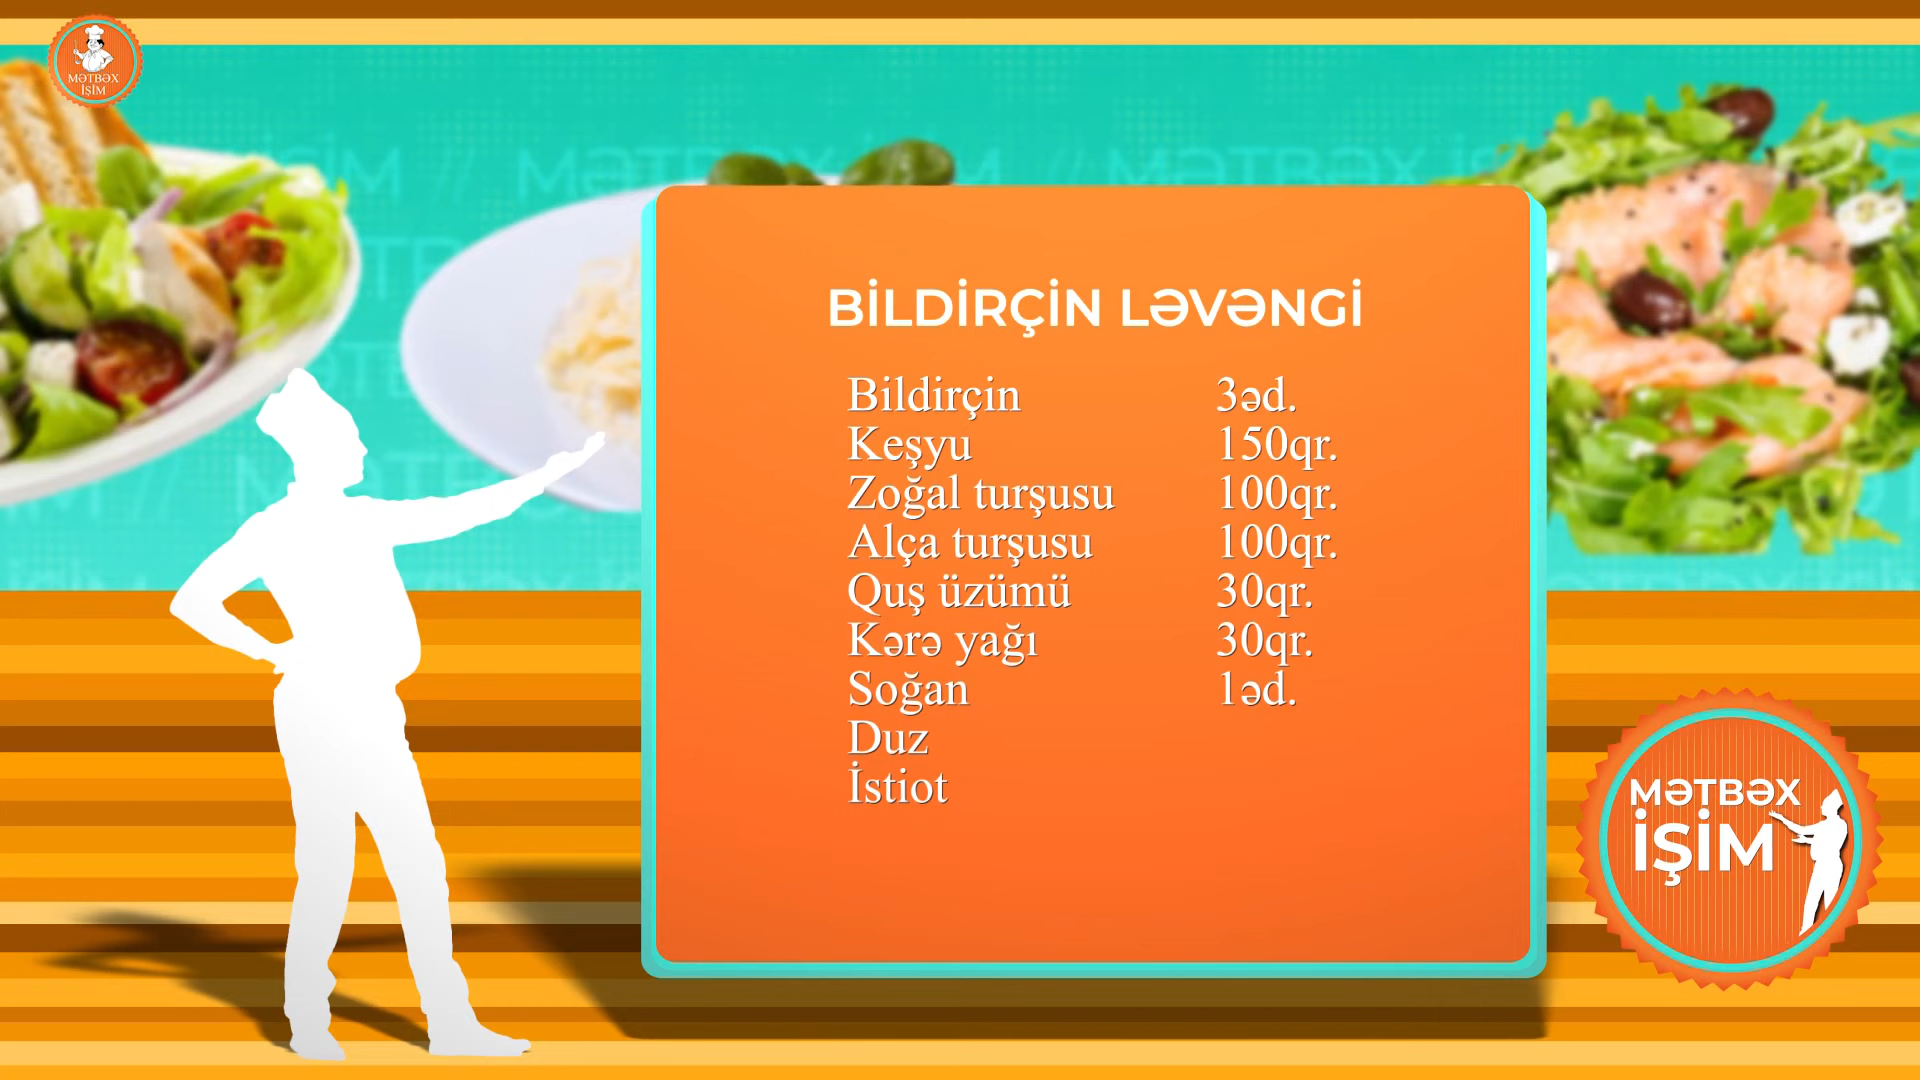 MƏTBƏX
İŞİM
BİLDİRÇİN LƏVƏNGİ
Bildirçin 3əd.
Keşyu 150qr.
Zoğal turşusu 100qr.
Alça turşusu 100qr.
Quş üzümü 30qr.
Kərə yağı 30qr.
Soğan 1əd.
Duz
İstiot
MƏTBƏX
İŞİM